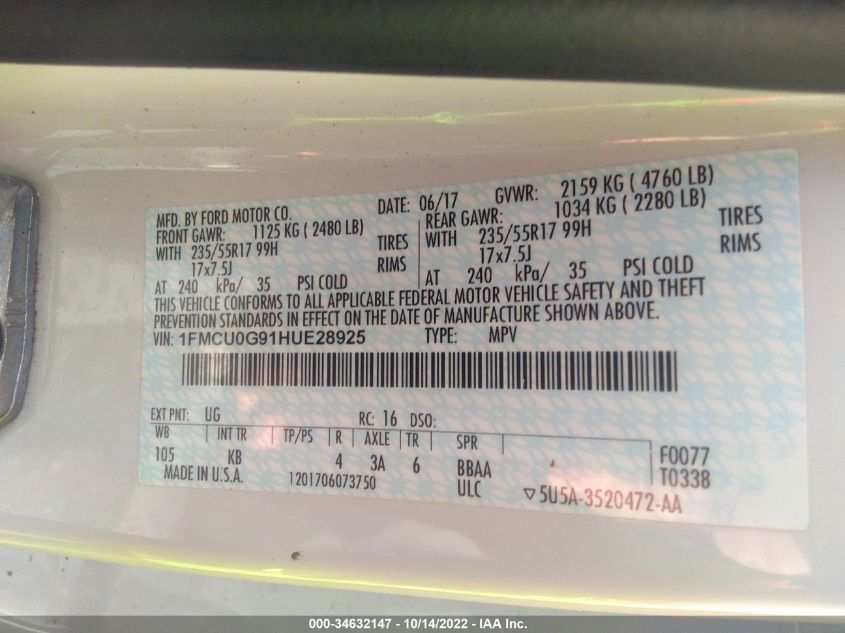 MFD. BY FORD MOTOR CO. DATE: 06/17 GVWR: 2159 KG ( 4760 LB)
FRONT GAWR: 1125 KG ( 2480 LB) REAR GAWR: 1034 KG ( 2280 LB)
WITH 235/55R17 99H TIRES WITH 235/55R17 99H TIRES
17x7.5J RIMS 17x7.5J RIMS
AT 240 kPa/ 35 PSI COLD AT 240 kPa/ 35 PSI COLD
THIS VEHICLE CONFORMS TO ALL APPLICABLE FEDERAL MOTOR VEHICLE SAFETY AND THEFT
PREVENTION STANDARDS IN EFFECT ON THE DATE OF MANUFACTURE SHOWN ABOVE.
VIN: 1FMCU0G91HUE28925 TYPE: MPV
EXT PNT: UG RC: 16 DSO:
WB INT TR TP/PS R AXLE TR SPR
105 KB 4 3A 6 BBAA F0077
MADE IN U.S.A. 1201706073750 ULC T0338
▽5U5A-3520472-AA
000-34632147 - 10/14/2022 - IAA Inc.